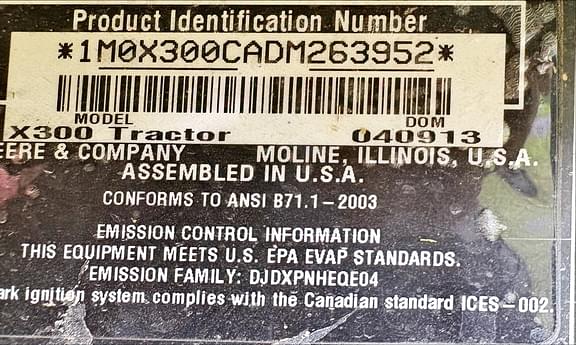 Product Identification Number
*1M0X300CADM263952*
MODEL DOM
X300 Tractor 040913
EERE & COMPANY MOLINE, ILLINOIS, U.S.A.
ASSEMBLED IN U.S.A.
CONFORMS TO ANSI B71.1-2003
EMISSION CONTROL INFORMATION
THIS EQUIPMENT MEETS U.S. EPA EVAP STANDARDS.
EMISSION FAMILY: DJDXPNHEQE04
ark ignition system complies with the Canadian standard ICES-002.